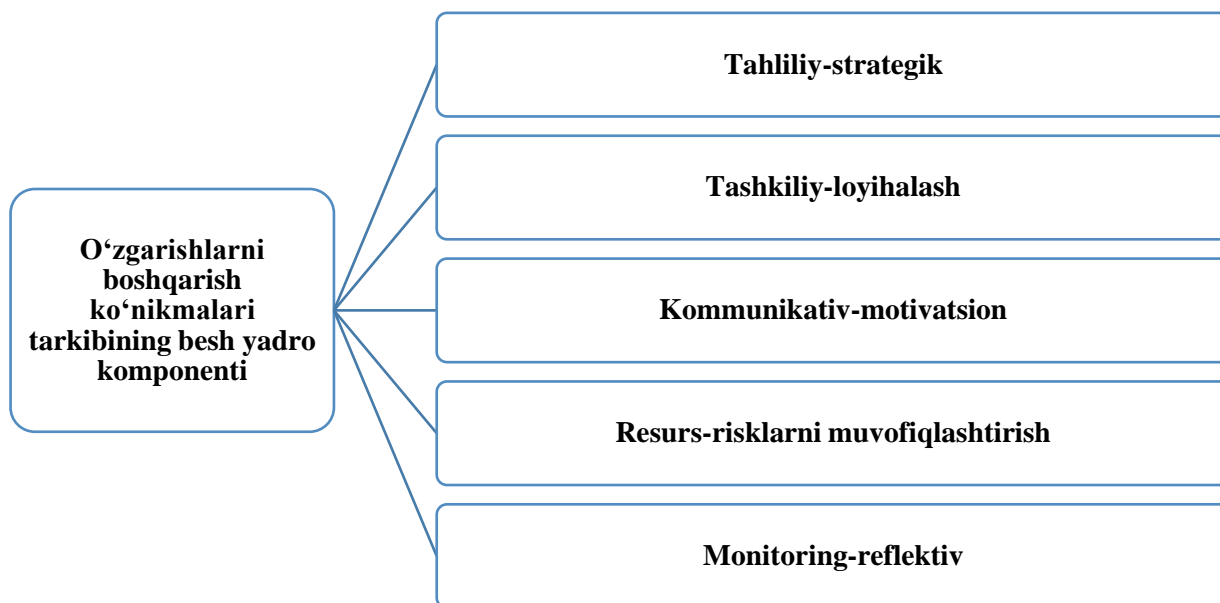 O‘zgarishlarni
boshqarish
ko‘nikmalari
tarkibining besh yadro
komponenti
Tahliliy-strategik
Tashkiliy-loyihalash
Kommunikativ-motivatsion
Resurs-risklarni muvofiqlashtirish
Monitoring-reflektiv